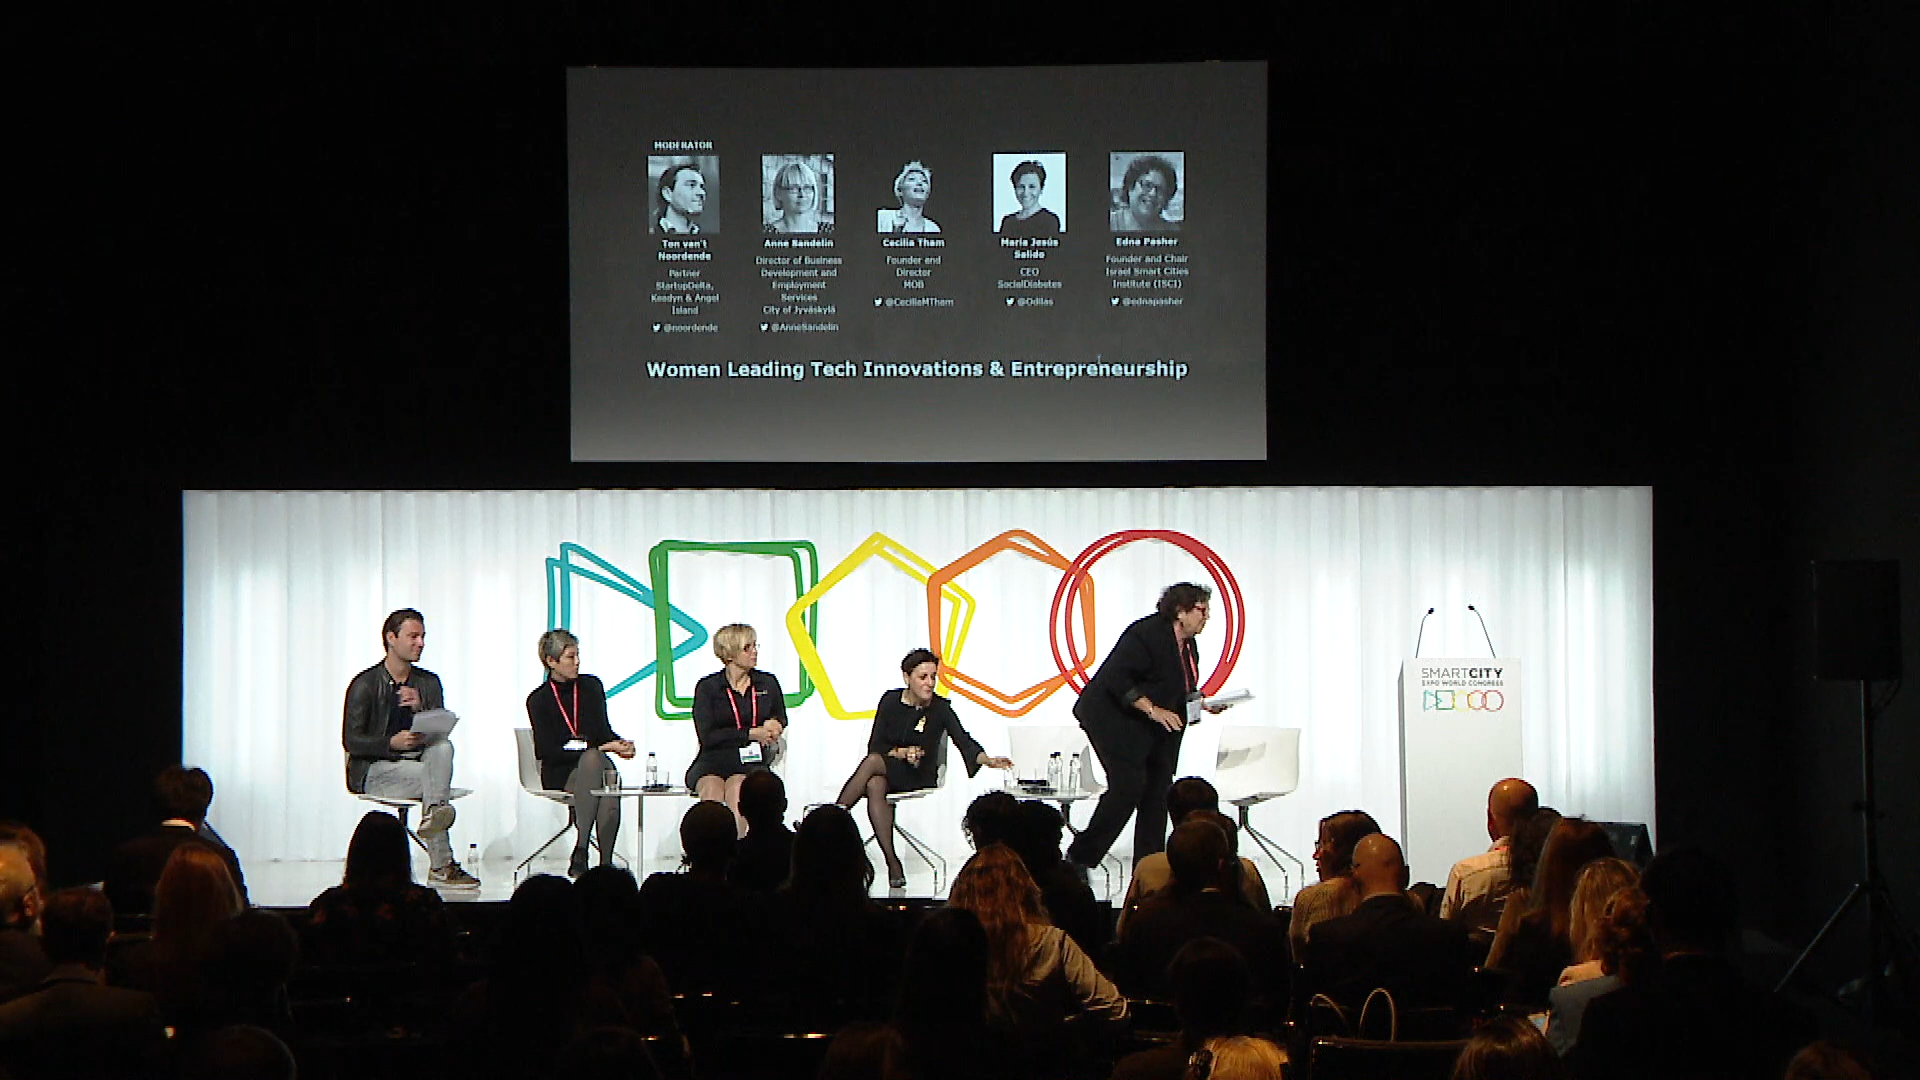 MODERATOR
Ton van't
Noordende
Partner
StartupDelta,
Keadyn & Angel
Island
@noordende
Anne Sandelin
Director of Business
Development and
Employment
Services
City of Jyväskylä
@AnneSandelin
Cecilia Tham
Founder and
Director
MOB
@CeciliaMTham
Maria Jesús
Salido
CEO
SocialDiabetes
@Odilas
Edna Pasher
Founder and Chair
Israel Smart Cities
Institute (ISCI)
@ednapasher
Women Leading Tech Innovations & Entrepreneurship
SMARTCITY
EXPO WORLD CONGRESS